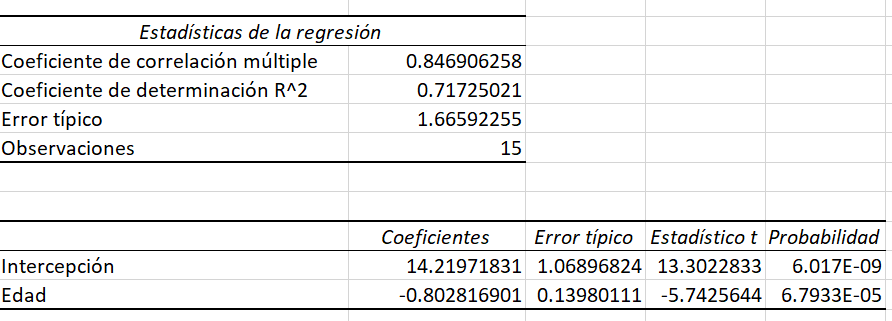 Estadísticas de la regresión
Coeficiente de correlación múltiple 0.846906258
Coeficiente de determinación R^2 0.71725021
Error típico 1.66592255
Observaciones 15
Coeficientes Error típico Estadístico t Probabilidad
Intercepción 14.21971831 1.06896824 13.3022833 6.017E-09
Edad -0.802816901 0.13980111 -5.7425644 6.7933E-05